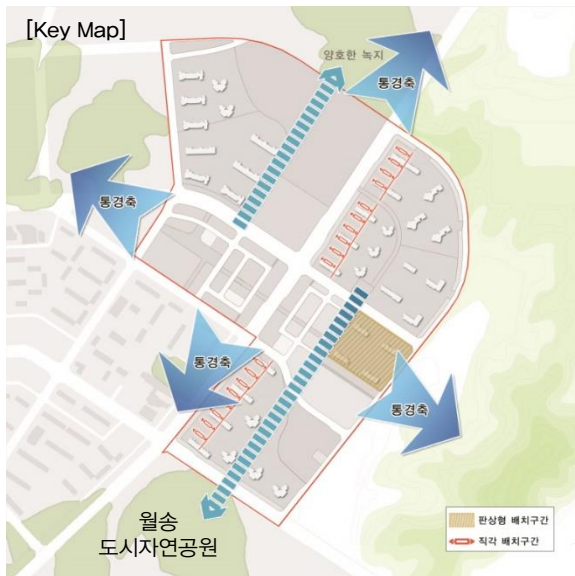 [Key Map]
양호한 녹지
통경축
통경축
통경축
통경축
월송
도시자연공원
판상형 배치구간
직각 배치구간